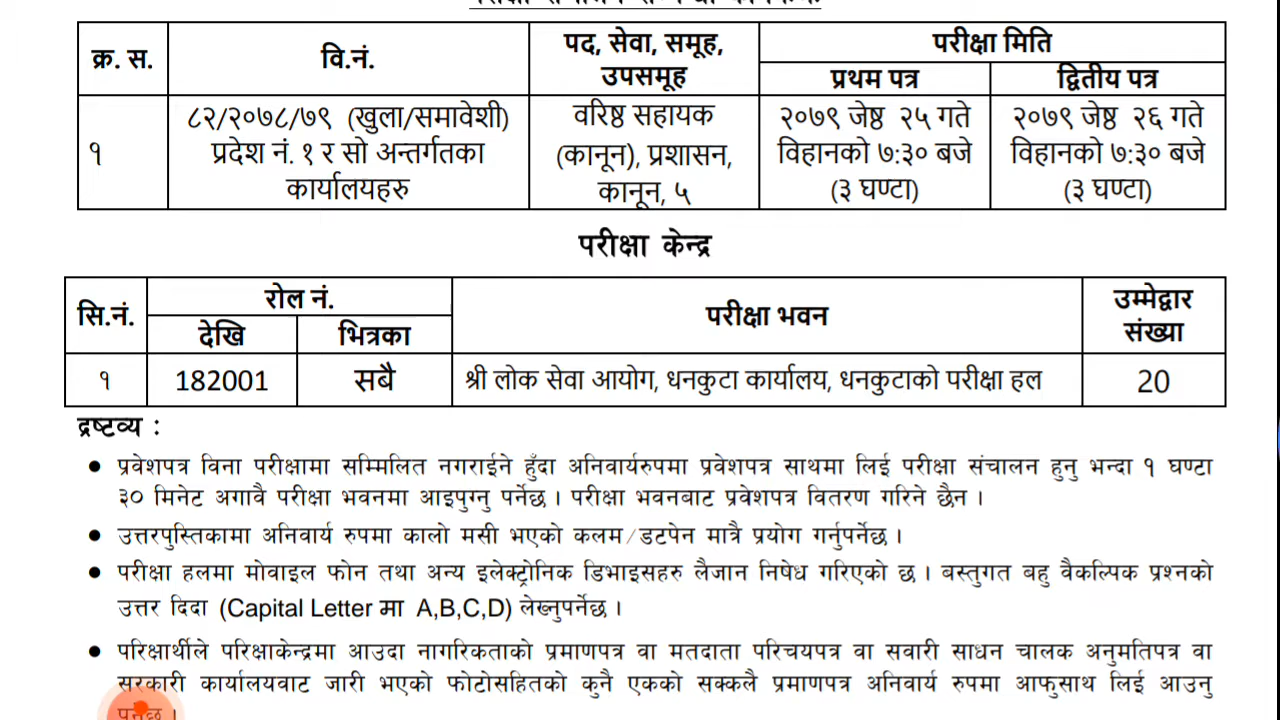 क्र. स.
वि.नं.
पद, सेवा, समूह,
उपसमूह
परीक्षा मिति
प्रथम पत्र
द्वितीय पत्र
१
८२/२०७८/७९ (खुला/समावेशी)
प्रदेश नं. १ र सो अन्तर्गतका
कार्यालयहरु
वरिष्ठ सहायक
(कानून), प्रशासन,
कानून, ५
२०७९ जेष्ठ २५ गते
विहानको ७:३० बजे
(३ घण्टा)
२०७९ जेष्ठ २६ गते
विहानको ७:३० बजे
(३ घण्टा)
परीक्षा केन्द्र
सि.नं.
रोल नं.
देखि
भित्रका
परीक्षा भवन
उम्मेद्वार
संख्या
१
182001
सबै
श्री लोक सेवा आयोग, धनकुटा कार्यालय, धनकुटाको परीक्षा हल
20
द्रष्टव्य :
• प्रवेशपत्र विना परीक्षामा सम्मिलित नगराईने हुँदा अनिवार्यरुपमा प्रवेशपत्र साथमा लिई परीक्षा संचालन हुनु भन्दा १ घण्टा
३० मिनेट अगावै परीक्षा भवनमा आइपुग्नु पर्नेछ । परीक्षा भवनबाट प्रवेशपत्र वितरण गरिने छैन ।
• उत्तरपुस्तिकामा अनिवार्य रुपमा कालो मसी भएको कलम/डटपेन मात्रै प्रयोग गर्नुपर्नेछ ।
• परीक्षा हलमा मोवाइल फोन तथा अन्य इलेक्ट्रोनिक डिभाइसहरु लैजान निषेध गरिएको छ । बस्तुगत बहु वैकल्पिक प्रश्नको
उत्तर दिदा (Capital Letter मा A,B,C,D) लेख्नुपर्नेछ ।
• परिक्षार्थीले परिक्षाकेन्द्रमा आउदा नागरिकताको प्रमाणपत्र वा मतदाता परिचयपत्र वा सवारी साधन चालक अनुमतिपत्र वा
सरकारी कार्यालयवाट जारी भएको फोटोसहितको कुनै एकको सक्कलै प्रमाणपत्र अनिवार्य रुपमा आफुसाथ लिई आउनु
पर्नेछ ।